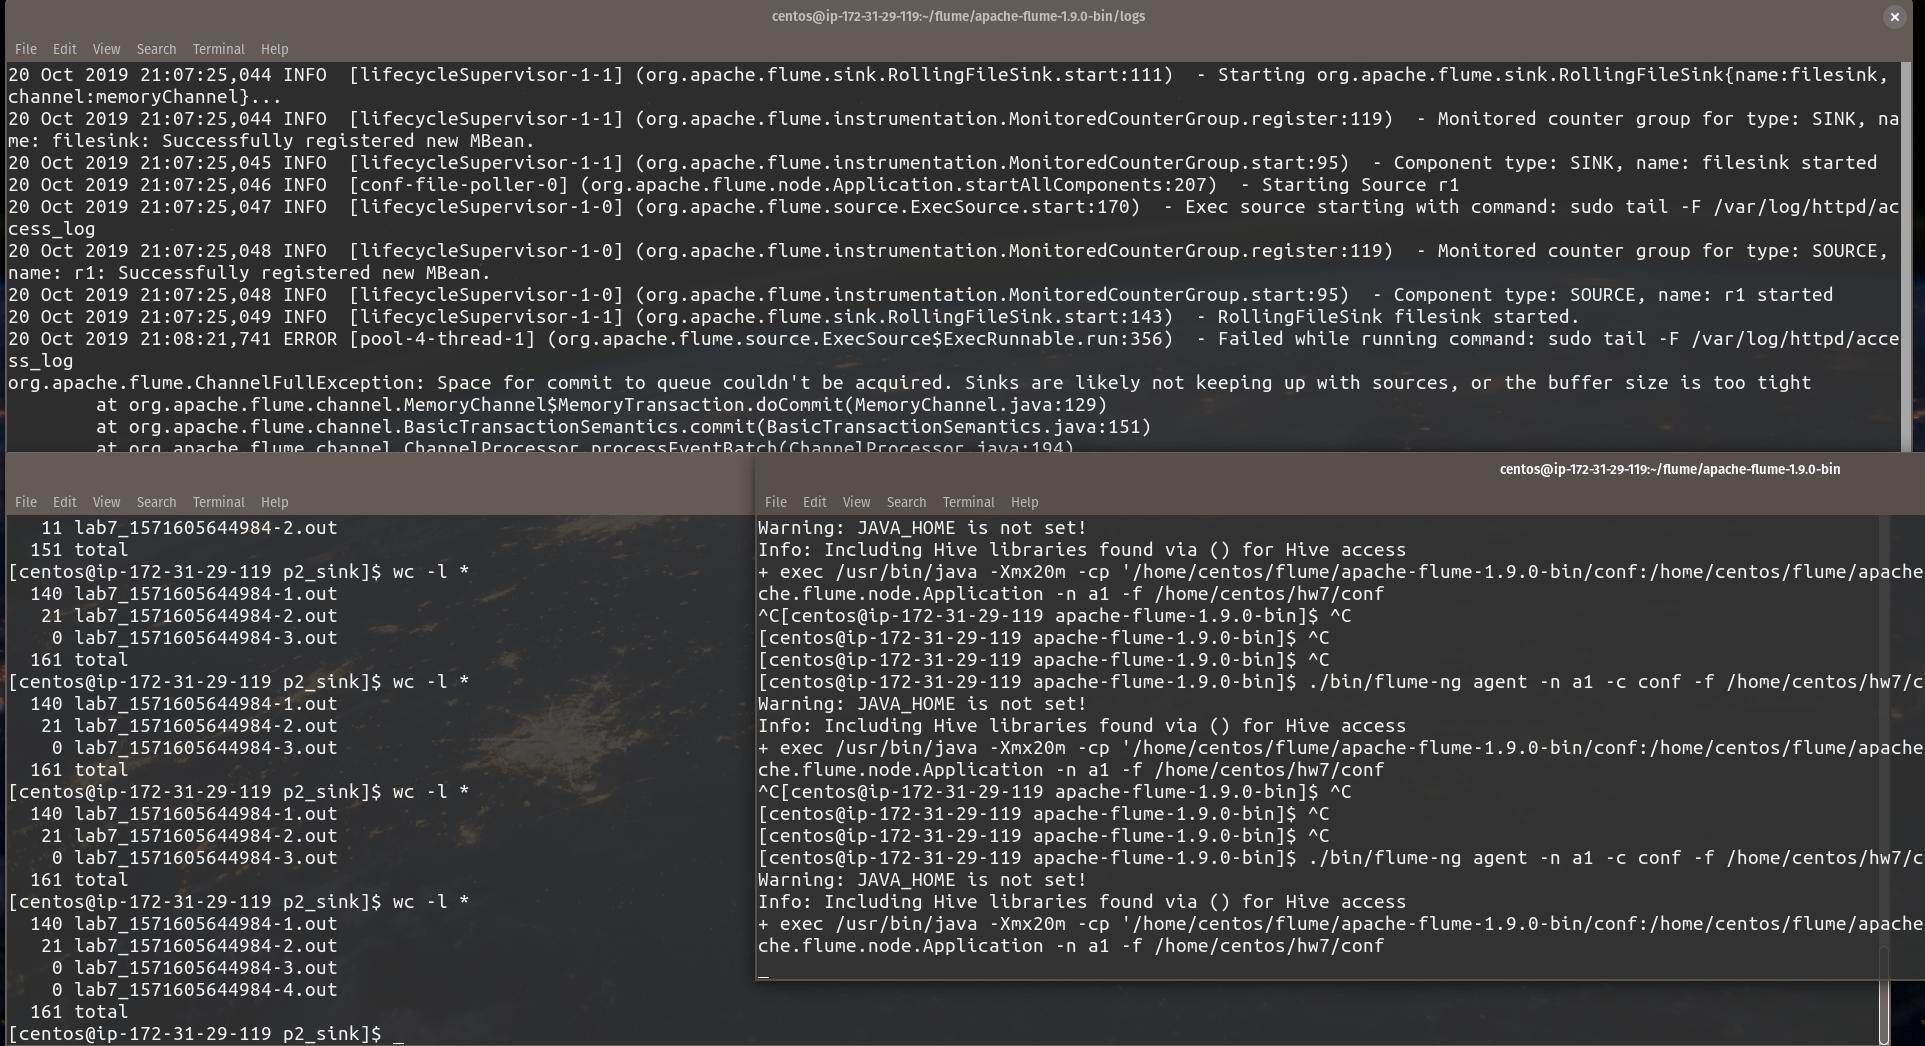 centos@ip-172-31-29-119:~/flume/apache-flume-1.9.0-bin/logs
File Edit View Search Terminal Help
20 Oct 2019 21:07:25,044 INFO  [lifecycleSupervisor-1-1] (org.apache.flume.sink.RollingFileSink.start:111)  - Starting org.apache.flume.sink.RollingFileSink{name:filesink,
channel:memoryChannel}...
20 Oct 2019 21:07:25,044 INFO  [lifecycleSupervisor-1-1] (org.apache.flume.instrumentation.MonitoredCounterGroup.register:119)  - Monitored counter group for type: SINK, na
me: filesink: Successfully registered new MBean.
20 Oct 2019 21:07:25,045 INFO  [lifecycleSupervisor-1-1] (org.apache.flume.instrumentation.MonitoredCounterGroup.start:95)  - Component type: SINK, name: filesink started
20 Oct 2019 21:07:25,046 INFO  [conf-file-poller-0] (org.apache.flume.node.Application.startAllComponents:207)  - Starting Source r1
20 Oct 2019 21:07:25,047 INFO  [lifecycleSupervisor-1-0] (org.apache.flume.source.ExecSource.start:170)  - Exec source starting with command: sudo tail -F /var/log/httpd/ac
cess_log
20 Oct 2019 21:07:25,048 INFO  [lifecycleSupervisor-1-0] (org.apache.flume.instrumentation.MonitoredCounterGroup.register:119)  - Monitored counter group for type: SOURCE,
name: r1: Successfully registered new MBean.
20 Oct 2019 21:07:25,048 INFO  [lifecycleSupervisor-1-0] (org.apache.flume.instrumentation.MonitoredCounterGroup.start:95)  - Component type: SOURCE, name: r1 started
20 Oct 2019 21:07:25,049 INFO  [lifecycleSupervisor-1-1] (org.apache.flume.sink.RollingFileSink.start:143)  - RollingFileSink filesink started.
20 Oct 2019 21:08:21,741 ERROR [pool-4-thread-1] (org.apache.flume.source.ExecSource$ExecRunnable.run:356)  - Failed while running command: sudo tail -F /var/log/httpd/acce
ss_log
org.apache.flume.ChannelFullException: Space for commit to queue couldn't be acquired. Sinks are likely not keeping up with sources, or the buffer size is too tight
        at org.apache.flume.channel.MemoryChannel$MemoryTransaction.doCommit(MemoryChannel.java:129)
        at org.apache.flume.channel.BasicTransactionSemantics.commit(BasicTransactionSemantics.java:151)
        at org.apache.flume.channel.ChannelProcessor.processEventBatch(ChannelProcessor.java:194)
File Edit View Search Terminal Help
   11 lab7_1571605644984-2.out
  151 total
[centos@ip-172-31-29-119 p2_sink]$ wc -l *
  140 lab7_1571605644984-1.out
   21 lab7_1571605644984-2.out
    0 lab7_1571605644984-3.out
  161 total
[centos@ip-172-31-29-119 p2_sink]$ wc -l *
  140 lab7_1571605644984-1.out
   21 lab7_1571605644984-2.out
    0 lab7_1571605644984-3.out
  161 total
[centos@ip-172-31-29-119 p2_sink]$ wc -l *
  140 lab7_1571605644984-1.out
   21 lab7_1571605644984-2.out
    0 lab7_1571605644984-3.out
  161 total
[centos@ip-172-31-29-119 p2_sink]$ wc -l *
  140 lab7_1571605644984-1.out
   21 lab7_1571605644984-2.out
    0 lab7_1571605644984-3.out
    0 lab7_1571605644984-4.out
  161 total
[centos@ip-172-31-29-119 p2_sink]$ _
centos@ip-172-31-29-119:~/flume/apache-flume-1.9.0-bin
File Edit View Search Terminal Help
Warning: JAVA_HOME is not set!
Info: Including Hive libraries found via () for Hive access
+ exec /usr/bin/java -Xmx20m -cp '/home/centos/flume/apache-flume-1.9.0-bin/conf:/home/centos/flume/apache
che.flume.node.Application -n a1 -f /home/centos/hw7/conf
^C[centos@ip-172-31-29-119 apache-flume-1.9.0-bin]$ ^C
[centos@ip-172-31-29-119 apache-flume-1.9.0-bin]$ ^C
[centos@ip-172-31-29-119 apache-flume-1.9.0-bin]$ ^C
[centos@ip-172-31-29-119 apache-flume-1.9.0-bin]$ ./bin/flume-ng agent -n a1 -c conf -f /home/centos/hw7/c
Warning: JAVA_HOME is not set!
Info: Including Hive libraries found via () for Hive access
+ exec /usr/bin/java -Xmx20m -cp '/home/centos/flume/apache-flume-1.9.0-bin/conf:/home/centos/flume/apache
che.flume.node.Application -n a1 -f /home/centos/hw7/conf
^C[centos@ip-172-31-29-119 apache-flume-1.9.0-bin]$ ^C
[centos@ip-172-31-29-119 apache-flume-1.9.0-bin]$ ^C
[centos@ip-172-31-29-119 apache-flume-1.9.0-bin]$ ^C
[centos@ip-172-31-29-119 apache-flume-1.9.0-bin]$ ./bin/flume-ng agent -n a1 -c conf -f /home/centos/hw7/c
Warning: JAVA_HOME is not set!
Info: Including Hive libraries found via () for Hive access
+ exec /usr/bin/java -Xmx20m -cp '/home/centos/flume/apache-flume-1.9.0-bin/conf:/home/centos/flume/apache
che.flume.node.Application -n a1 -f /home/centos/hw7/conf
_